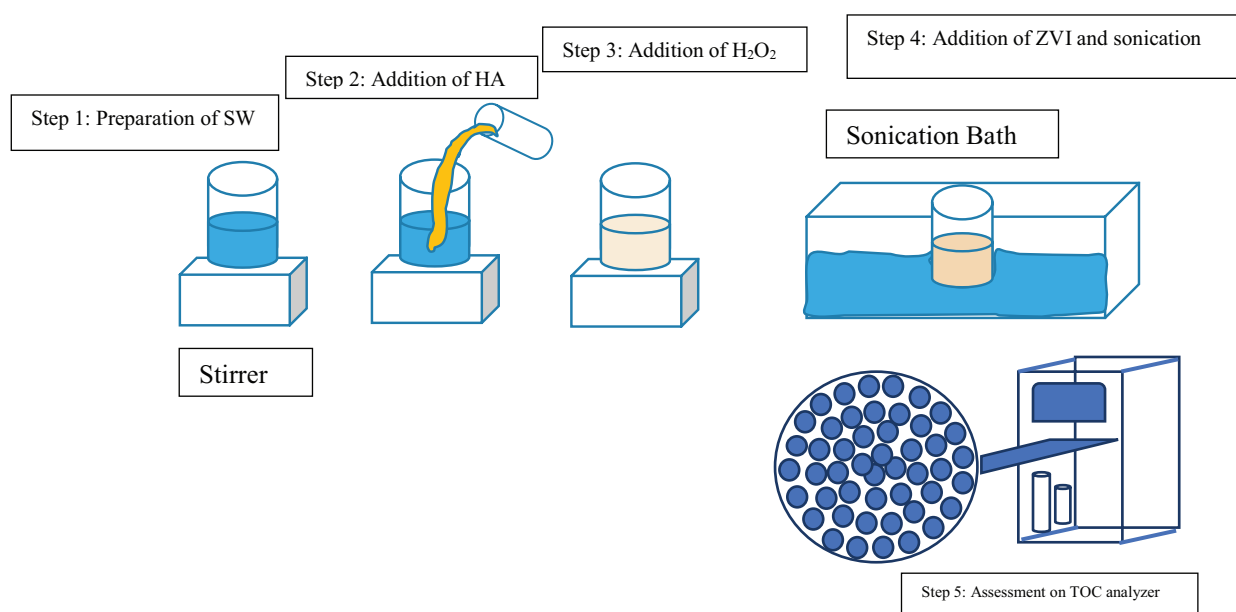 Step 1: Preparation of SW
Step 2: Addition of HA
Step 3: Addition of H₂O₂
Step 4: Addition of ZVI and sonication
Sonication Bath
Stirrer
Step 5: Assessment on TOC analyzer